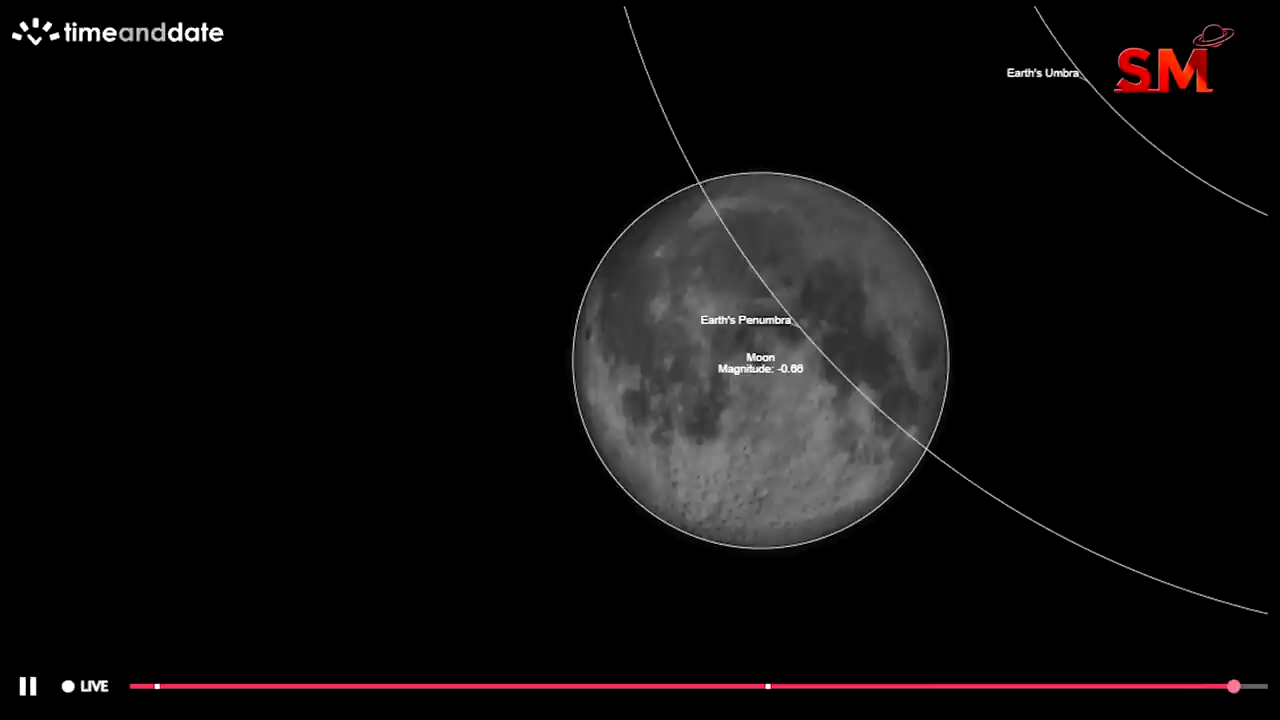 timeanddate
SM
Earth's Umbra
Earth's Penumbra
Moon
Magnitude: -0.66
LIVE